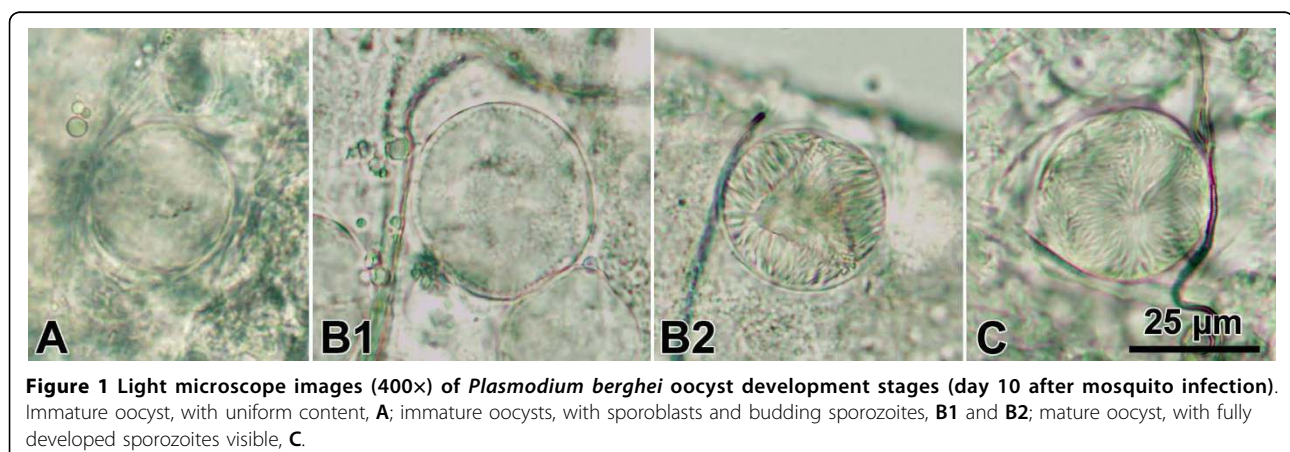 A
B1
B2
C
25 µm
Figure 1 Light microscope images (400×) of Plasmodium berghei oocyst development stages (day 10 after mosquito infection).
Immature oocyst, with uniform content, A; immature oocysts, with sporoblasts and budding sporozoites, B1 and B2; mature oocyst, with fully
developed sporozoites visible, C.